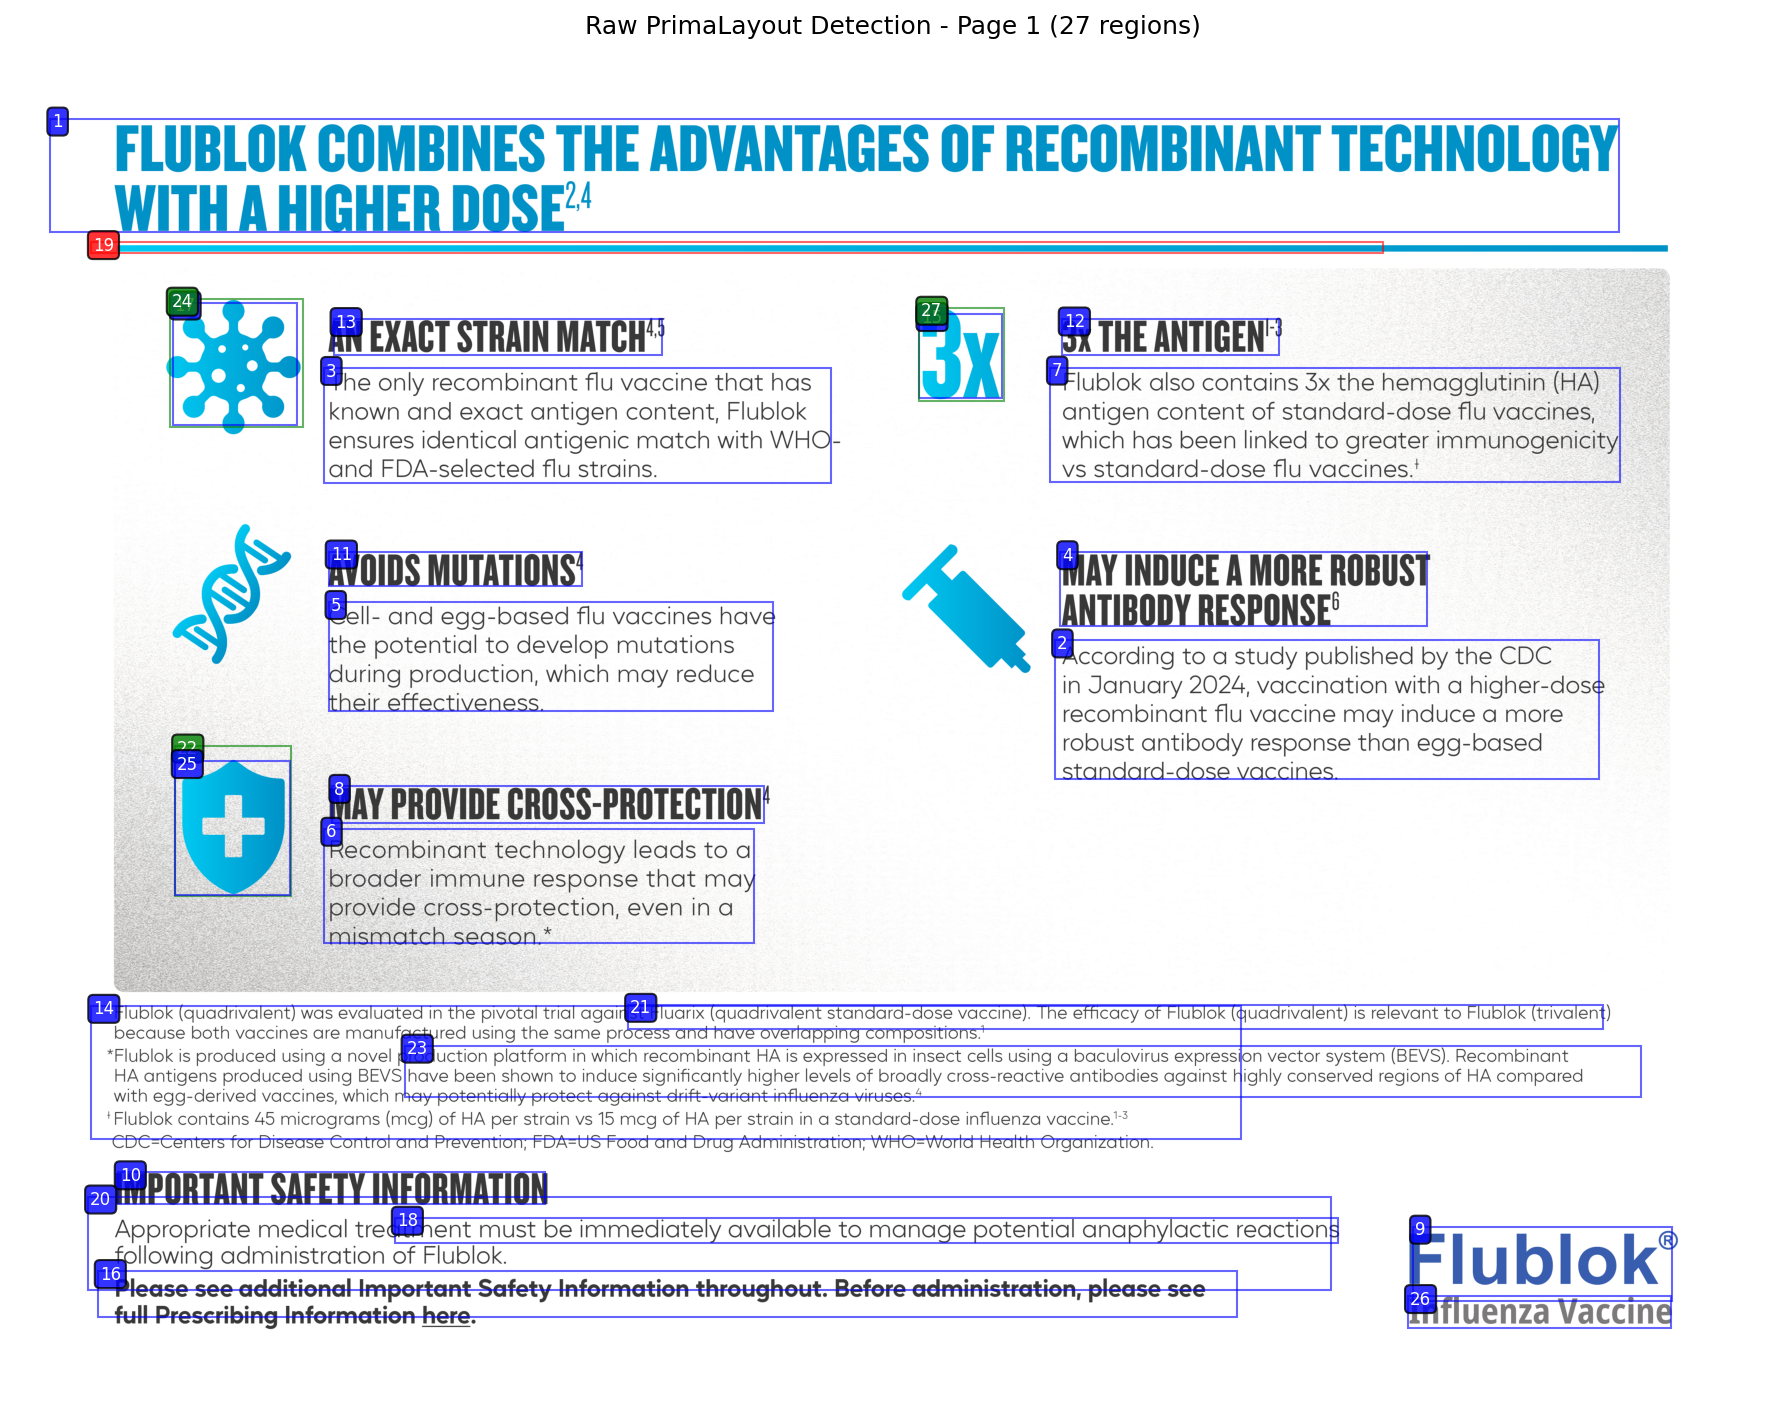 Raw PrimaLayout Detection - Page 1 (27 regions)
1
FLUBLOK COMBINES THE ADVANTAGES OF RECOMBINANT TECHNOLOGY
WITH A HIGHER DOSE2,4
19
24
13
AN EXACT STRAIN MATCH4,5
3
The only recombinant flu vaccine that has
known and exact antigen content, Flublok
ensures identical antigenic match with WHO-
and FDA-selected flu strains.
27
3x
12
3X THE ANTIGEN1-3
7
Flublok also contains 3x the hemagglutinin (HA)
antigen content of standard-dose flu vaccines,
which has been linked to greater immunogenicity
vs standard-dose flu vaccines.†
11
AVOIDS MUTATIONS4
5
Cell- and egg-based flu vaccines have
the potential to develop mutations
during production, which may reduce
their effectiveness.
4
MAY INDUCE A MORE ROBUST
ANTIBODY RESPONSE6
2
According to a study published by the CDC
in January 2024, vaccination with a higher-dose
recombinant flu vaccine may induce a more
robust antibody response than egg-based
standard-dose vaccines.
22
25
8
MAY PROVIDE CROSS-PROTECTION4
6
Recombinant technology leads to a
broader immune response that may
provide cross-protection, even in a
mismatch season.*
14
21
Flublok (quadrivalent) was evaluated in the pivotal trial against Fluarix (quadrivalent standard-dose vaccine). The efficacy of Flublok (quadrivalent) is relevant to Flublok (trivalent)
because both vaccines are manufactured using the same process and have overlapping compositions.1
23
*Flublok is produced using a novel production platform in which recombinant HA is expressed in insect cells using a baculovirus expression vector system (BEVS). Recombinant
HA antigens produced using BEVS have been shown to induce significantly higher levels of broadly cross-reactive antibodies against highly conserved regions of HA compared
with egg-derived vaccines, which may potentially protect against drift-variant influenza viruses.4
†Flublok contains 45 micrograms (mcg) of HA per strain vs 15 mcg of HA per strain in a standard-dose influenza vaccine.1-3
CDC=Centers for Disease Control and Prevention; FDA=US Food and Drug Administration; WHO=World Health Organization.
10
IMPORTANT SAFETY INFORMATION
20
18
Appropriate medical treatment must be immediately available to manage potential anaphylactic reactions
following administration of Flublok.
16
Please see additional Important Safety Information throughout. Before administration, please see
full Prescribing Information here.
9
Flublok®
26
Influenza Vaccine